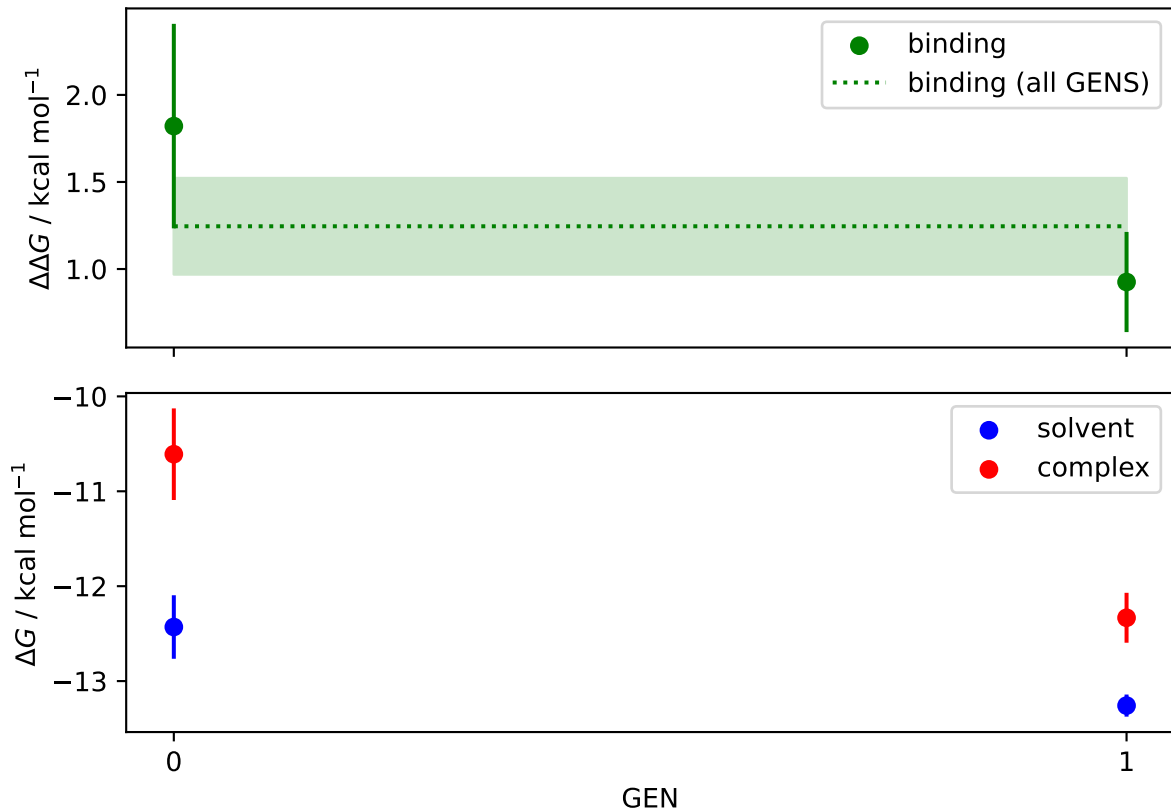 binding
binding (all GENS)
ΔΔG / kcal mol⁻¹
2.0
1.5
1.0
solvent
complex
ΔG / kcal mol⁻¹
−10
−11
−12
−13
0
1
GEN